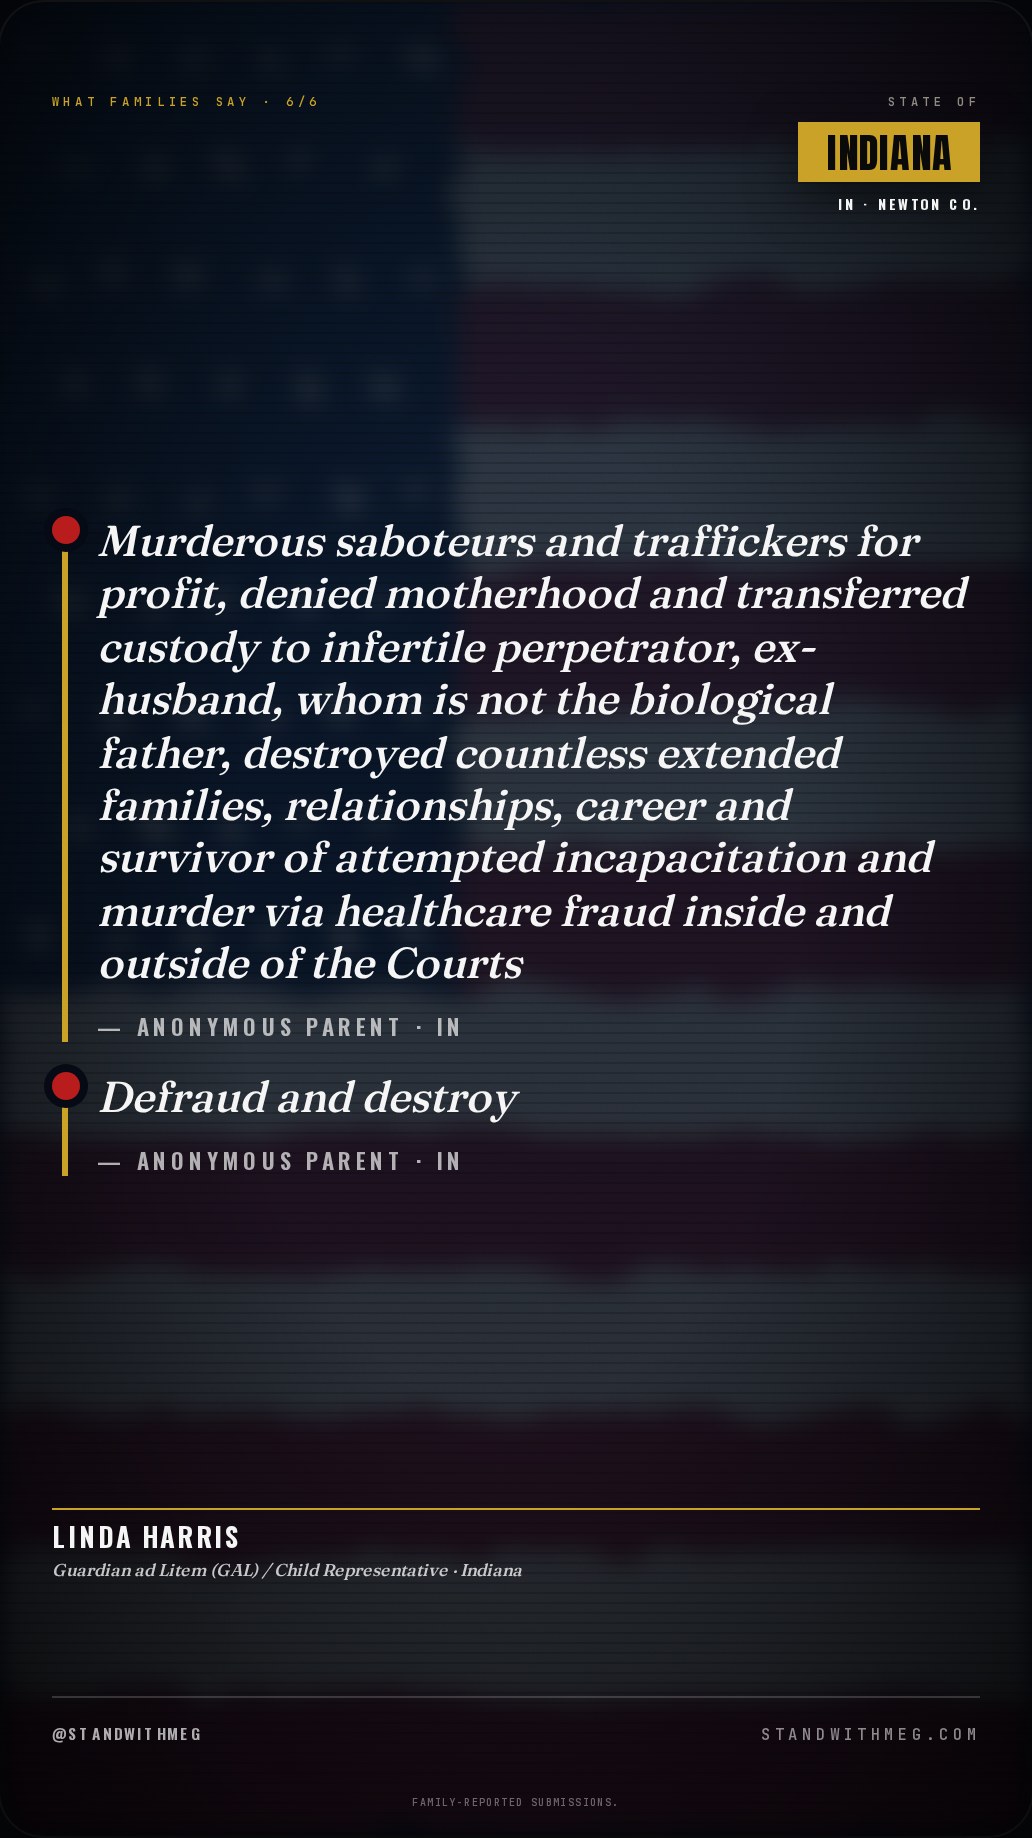 WHAT FAMILIES SAY · 6/6
STATE OF
INDIANA
IN · NEWTON CO.
Murderous saboteurs and traffickers for
profit, denied motherhood and transferred
custody to infertile perpetrator, ex-
husband, whom is not the biological
father, destroyed countless extended
families, relationships, career and
survivor of attempted incapacitation and
murder via healthcare fraud inside and
outside of the Courts
— ANONYMOUS PARENT · IN
Defraud and destroy
— ANONYMOUS PARENT · IN
LINDA HARRIS
Guardian ad Litem (GAL) / Child Representative · Indiana
@STANDWITHMEG
STANDWITHMEG.COM
FAMILY-REPORTED SUBMISSIONS.